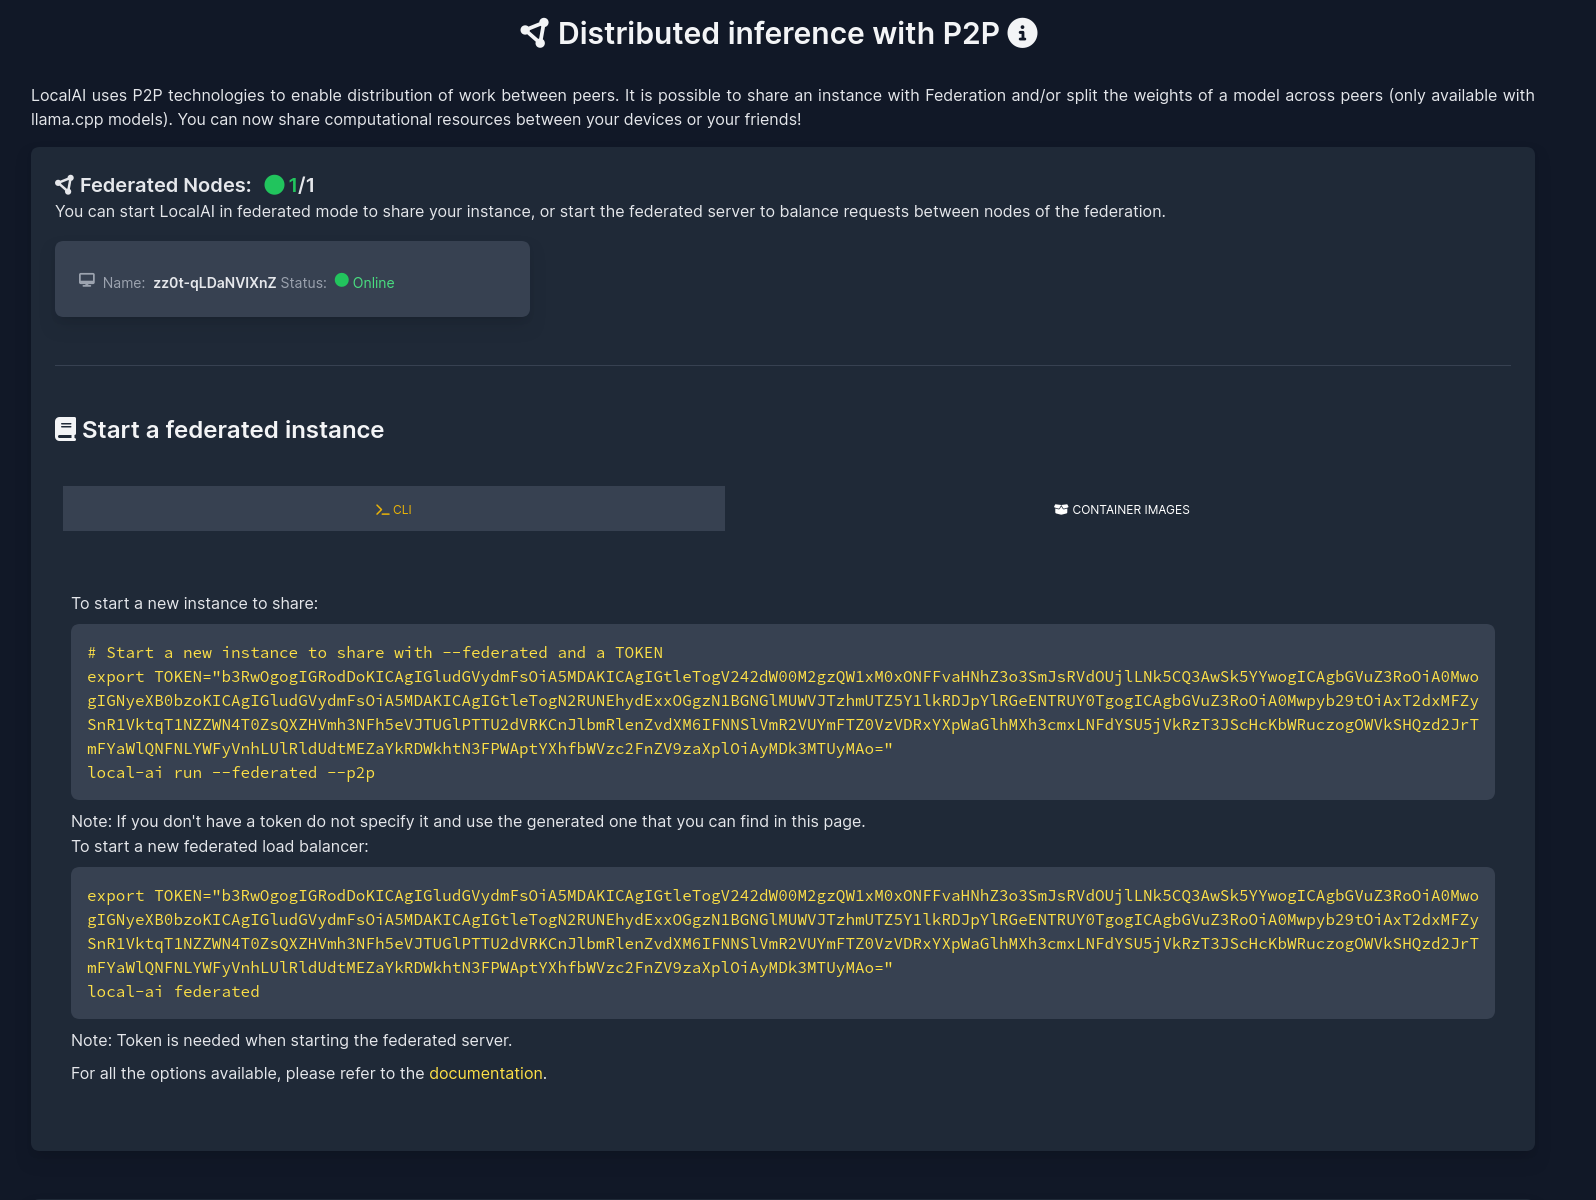 Distributed inference with P2P
LocalAI uses P2P technologies to enable distribution of work between peers. It is possible to share an instance with Federation and/or split the weights of a model across peers (only available with
llama.cpp models). You can now share computational resources between your devices or your friends!
Federated Nodes: 1/1
You can start LocalAI in federated mode to share your instance, or start the federated server to balance requests between nodes of the federation.
Name: zz0t-qLDaNVIXnZ Status: Online
Start a federated instance
CLI
CONTAINER IMAGES
To start a new instance to share:
# Start a new instance to share with --federated and a TOKEN
export TOKEN="b3RwOgogIGRodDoKICAgIGludGVydmFsOiA5MDAKICAgIGtleTogV242dW00M2gzQW1xM0xONFFvaHNhZ3o3SmJsRVdOUjlLNk5CQ3AwSk5YYwogICAgbGVuZ3RoOiA0Mwo
gIGNyeXB0bzoKICAgIGludGVydmFsOiA5MDAKICAgIGtleTogN2RUNEhydExxOGgzN1BGNGlMUWVJTzhmUTZ5Y1lkRDJpYlRGeENTRUY0TgogICAgbGVuZ3RoOiA0Mwpyb29tOiAxT2dxMFZy
SnR1VktqT1NZZWN4T0ZsQXZHVmh3NFh5eVJTUGlPTTU2dVRKCnJlbmRlenZvdXM6IFNNSlVmR2VUYmFTZ0VzVDRxYXpWaGlhMXh3cmxLNFdYSU5jVkRzT3JScHcKbWRuczogOWVkSHQzd2JrT
mFYaWlQNFNLYWFyVnhLUlRldUdtMEZaYkRDWkhtN3FPWAptYXhfbWVzc2FnZV9zaXplOiAyMDk3MTUyMAo="
local-ai run --federated --p2p
Note: If you don't have a token do not specify it and use the generated one that you can find in this page.
To start a new federated load balancer:
export TOKEN="b3RwOgogIGRodDoKICAgIGludGVydmFsOiA5MDAKICAgIGtleTogV242dW00M2gzQW1xM0xONFFvaHNhZ3o3SmJsRVdOUjlLNk5CQ3AwSk5YYwogICAgbGVuZ3RoOiA0Mwo
gIGNyeXB0bzoKICAgIGludGVydmFsOiA5MDAKICAgIGtleTogN2RUNEhydExxOGgzN1BGNGlMUWVJTzhmUTZ5Y1lkRDJpYlRGeENTRUY0TgogICAgbGVuZ3RoOiA0Mwpyb29tOiAxT2dxMFZy
SnR1VktqT1NZZWN4T0ZsQXZHVmh3NFh5eVJTUGlPTTU2dVRKCnJlbmRlenZvdXM6IFNNSlVmR2VUYmFTZ0VzVDRxYXpWaGlhMXh3cmxLNFdYSU5jVkRzT3JScHcKbWRuczogOWVkSHQzd2JrT
mFYaWlQNFNLYWFyVnhLUlRldUdtMEZaYkRDWkhtN3FPWAptYXhfbWVzc2FnZV9zaXplOiAyMDk3MTUyMAo="
local-ai federated
Note: Token is needed when starting the federated server.
For all the options available, please refer to the documentation.